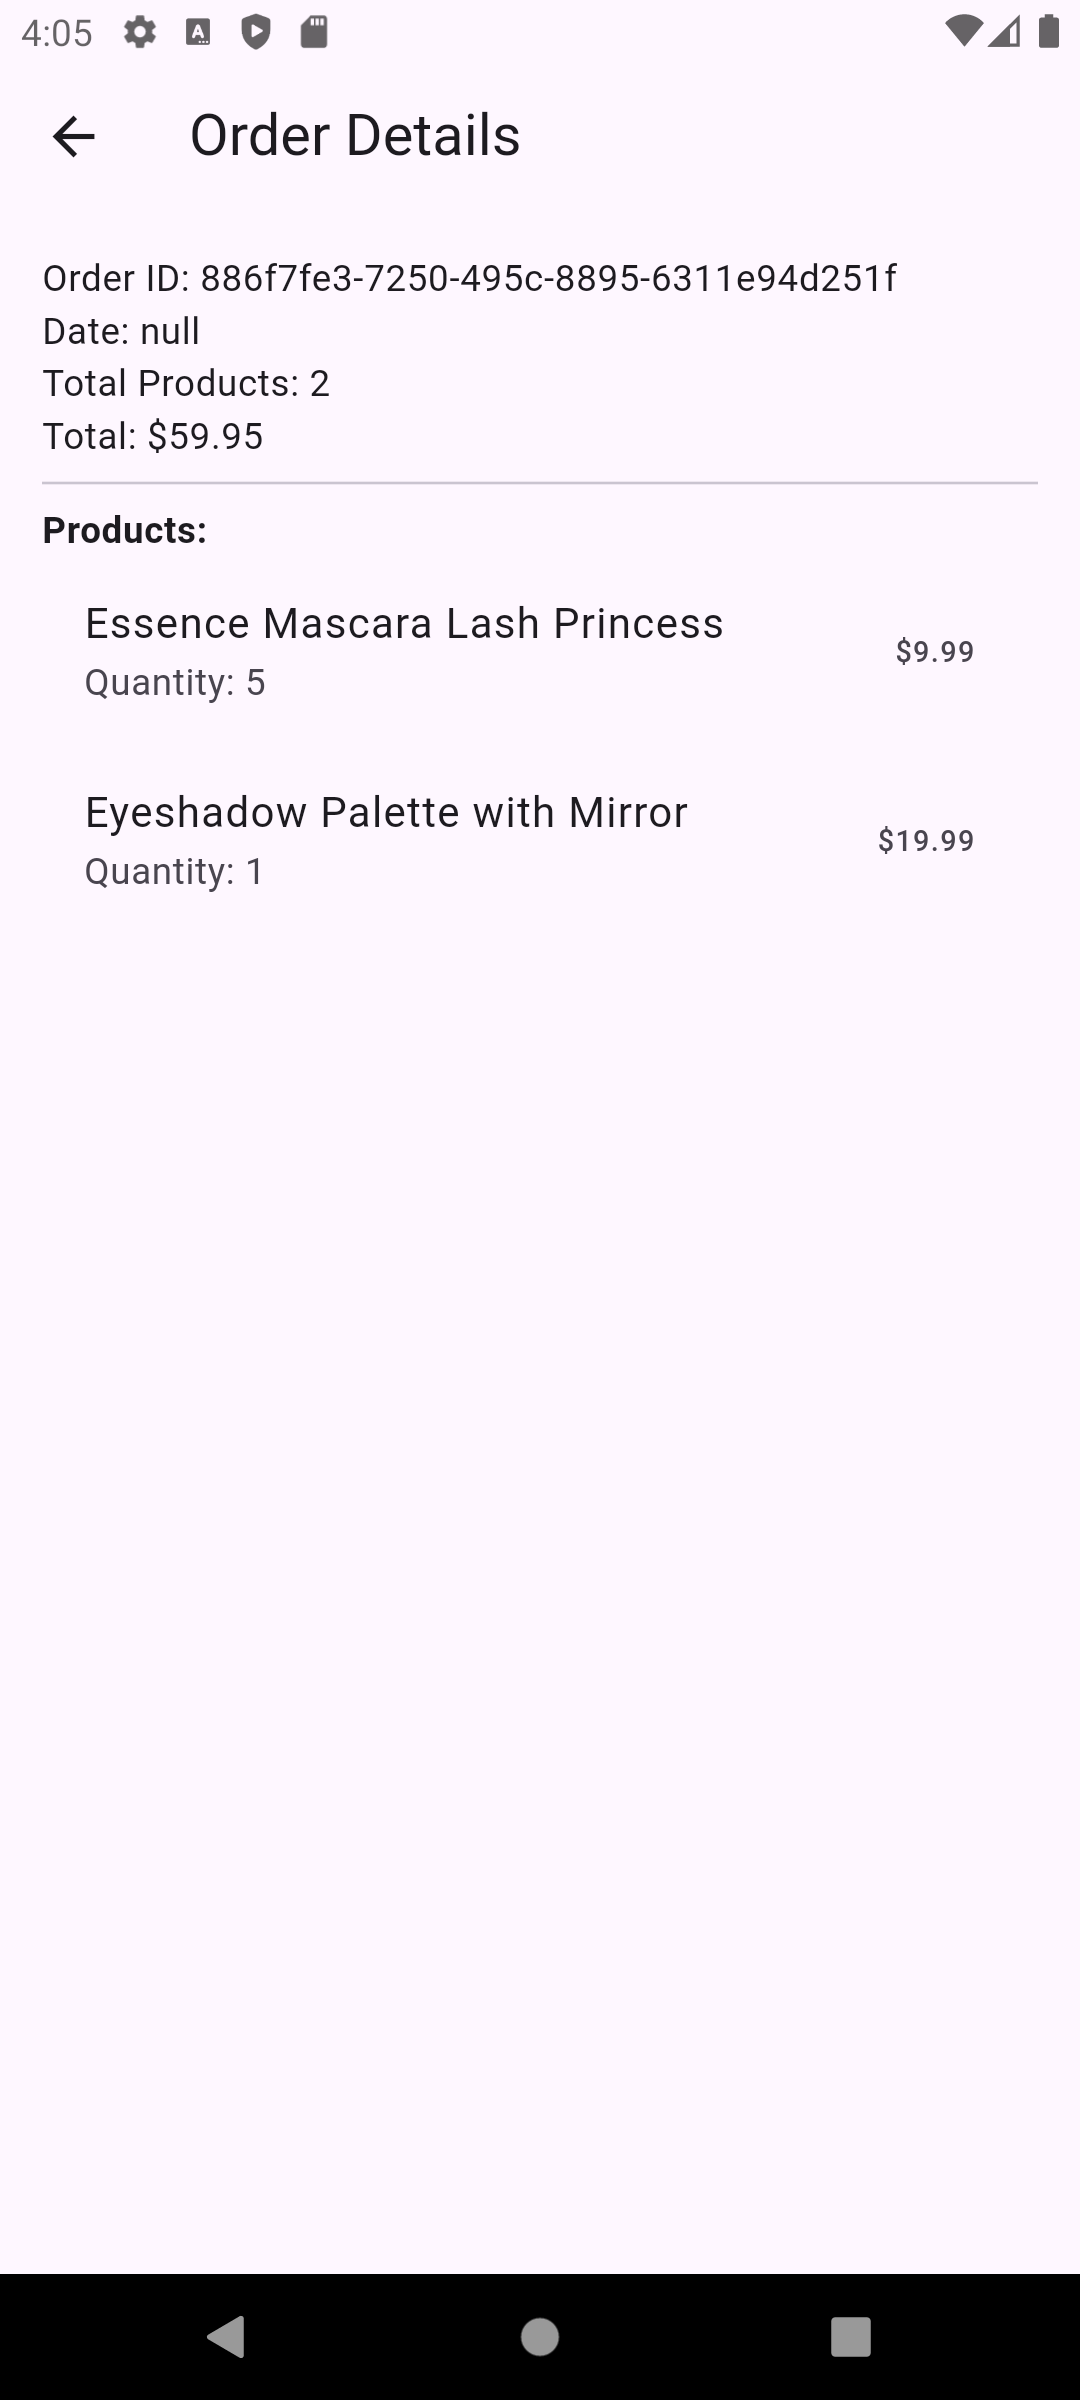 4:05
Order Details
Order ID: 886f7fe3-7250-495c-8895-6311e94d251f
Date: null
Total Products: 2
Total: $59.95
Products:
Essence Mascara Lash Princess
$9.99
Quantity: 5
Eyeshadow Palette with Mirror
$19.99
Quantity: 1